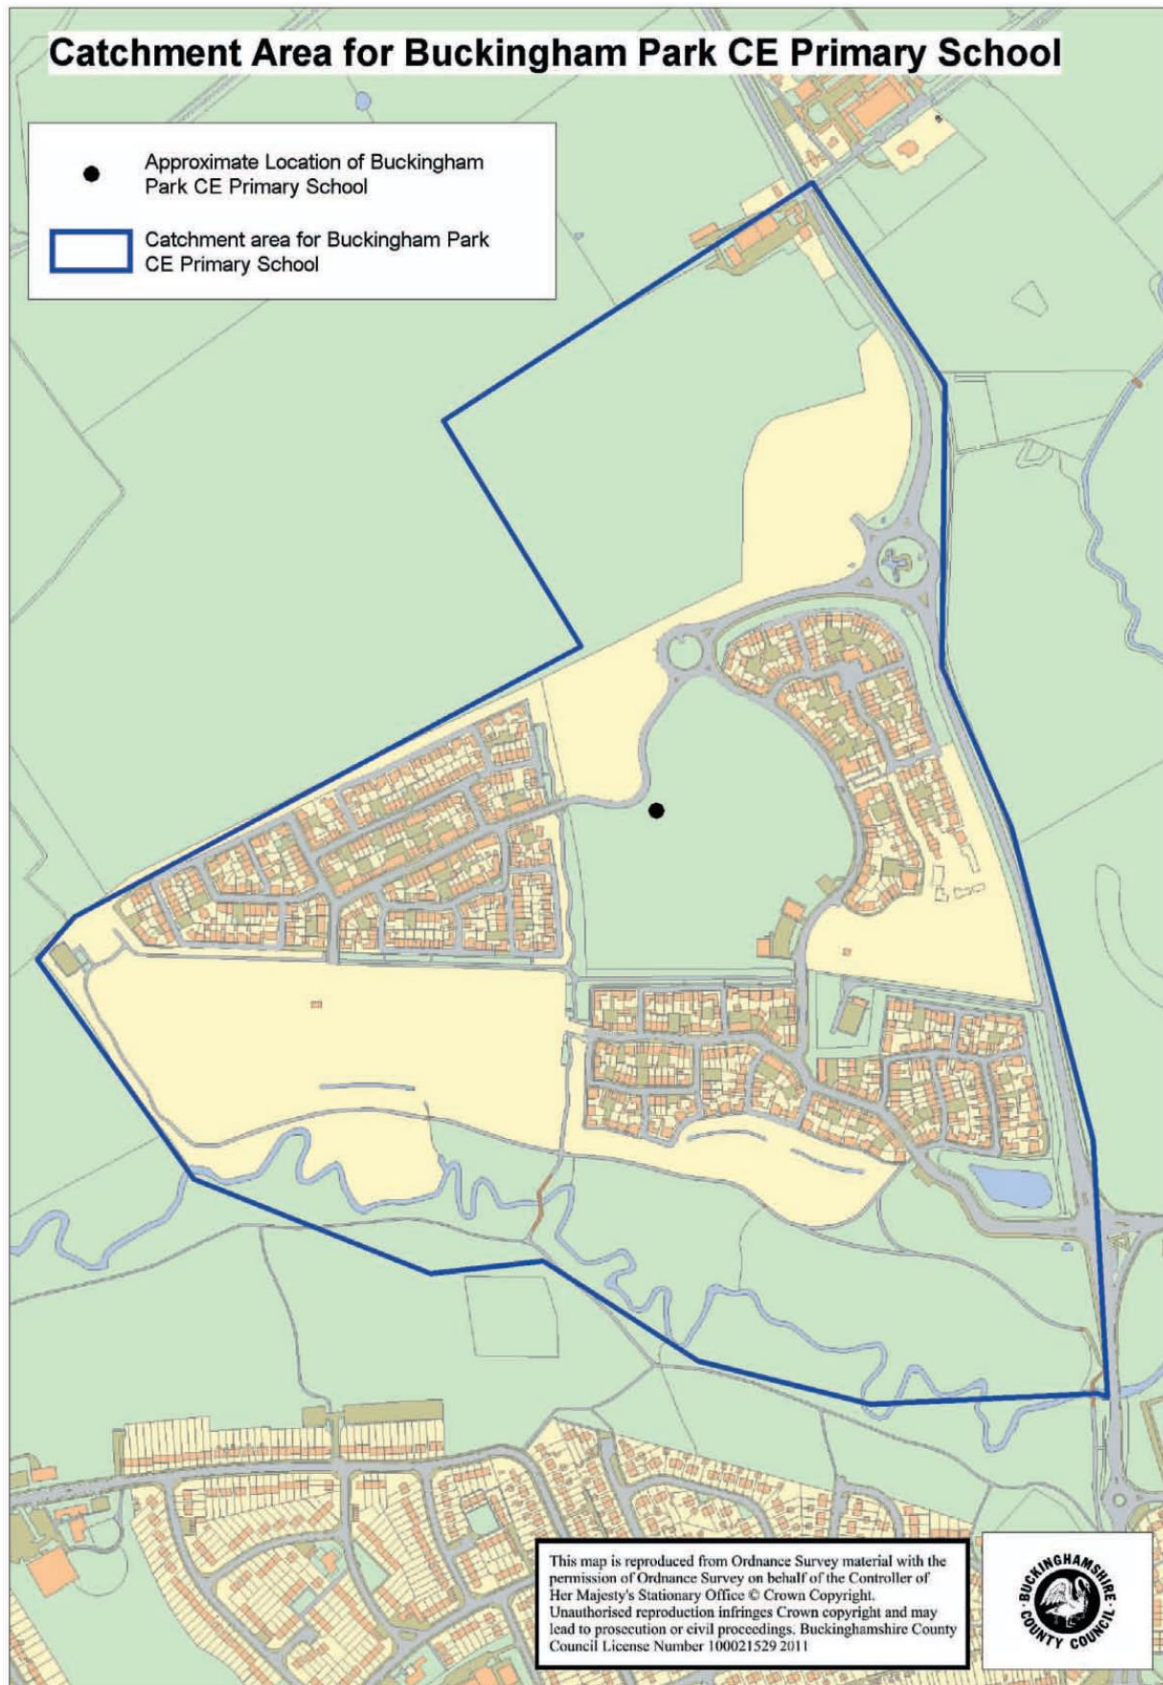 Catchment Area for Buckingham Park CE Primary School
Approximate Location of Buckingham
Park CE Primary School
Catchment area for Buckingham Park
CE Primary School
This map is reproduced from Ordnance Survey material with the
permission of Ordnance Survey on behalf of the Controller of
Her Majesty's Stationary Office © Crown Copyright.
Unauthorised reproduction infringes Crown copyright and may
lead to prosecution or civil proceedings. Buckinghamshire County
Council License Number 100021529 2011
·BUCKINGHAMSHIRE·
COUNTY COUNCIL